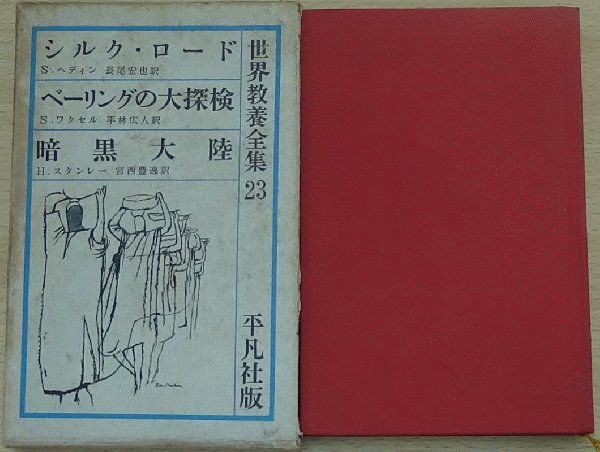 シルク・ロード
S. ヘディン 長尾宏也訳
ベーリングの大探検
S. ワクセル 平林広人訳
暗黒大陸
H. スタンレー 宮西豊逸訳
世界教養全集 23
平凡社版